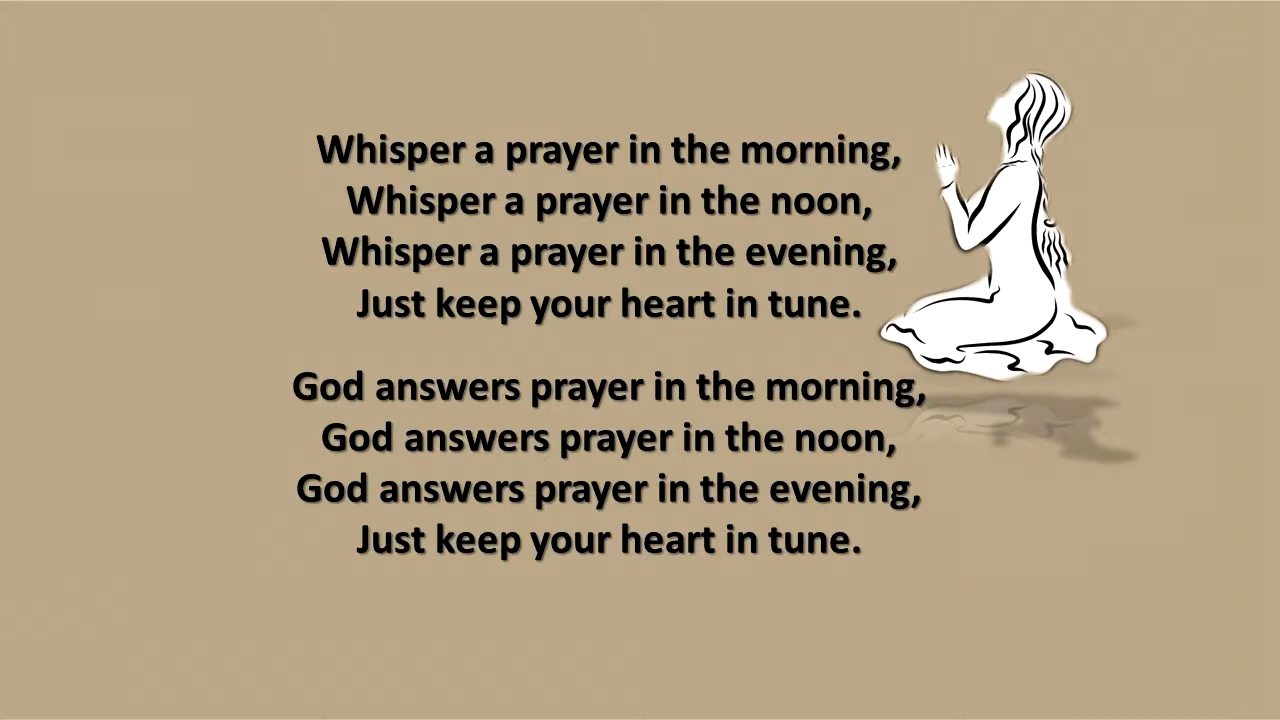 Whisper a prayer in the morning,
Whisper a prayer in the noon,
Whisper a prayer in the evening,
Just keep your heart in tune.
God answers prayer in the morning,
God answers prayer in the noon,
God answers prayer in the evening,
Just keep your heart in tune.